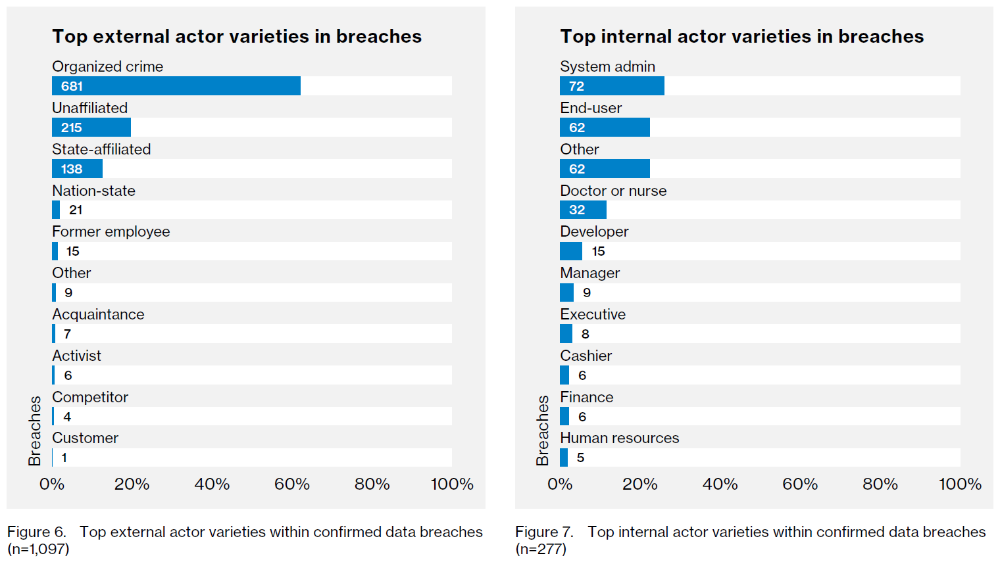 Top external actor varieties in breaches
Organized crime
681
Unaffiliated
215
State-affiliated
138
Nation-state
21
Former employee
15
Other
9
Acquaintance
7
Activist
6
Competitor
4
Customer
1
Breaches
0% 20% 40% 60% 80% 100%
Figure 6. Top external actor varieties within confirmed data breaches
(n=1,097)
Top internal actor varieties in breaches
System admin
72
End-user
62
Other
62
Doctor or nurse
32
Developer
15
Manager
9
Executive
8
Cashier
6
Finance
6
Human resources
5
Breaches
0% 20% 40% 60% 80% 100%
Figure 7. Top internal actor varieties within confirmed data breaches
(n=277)